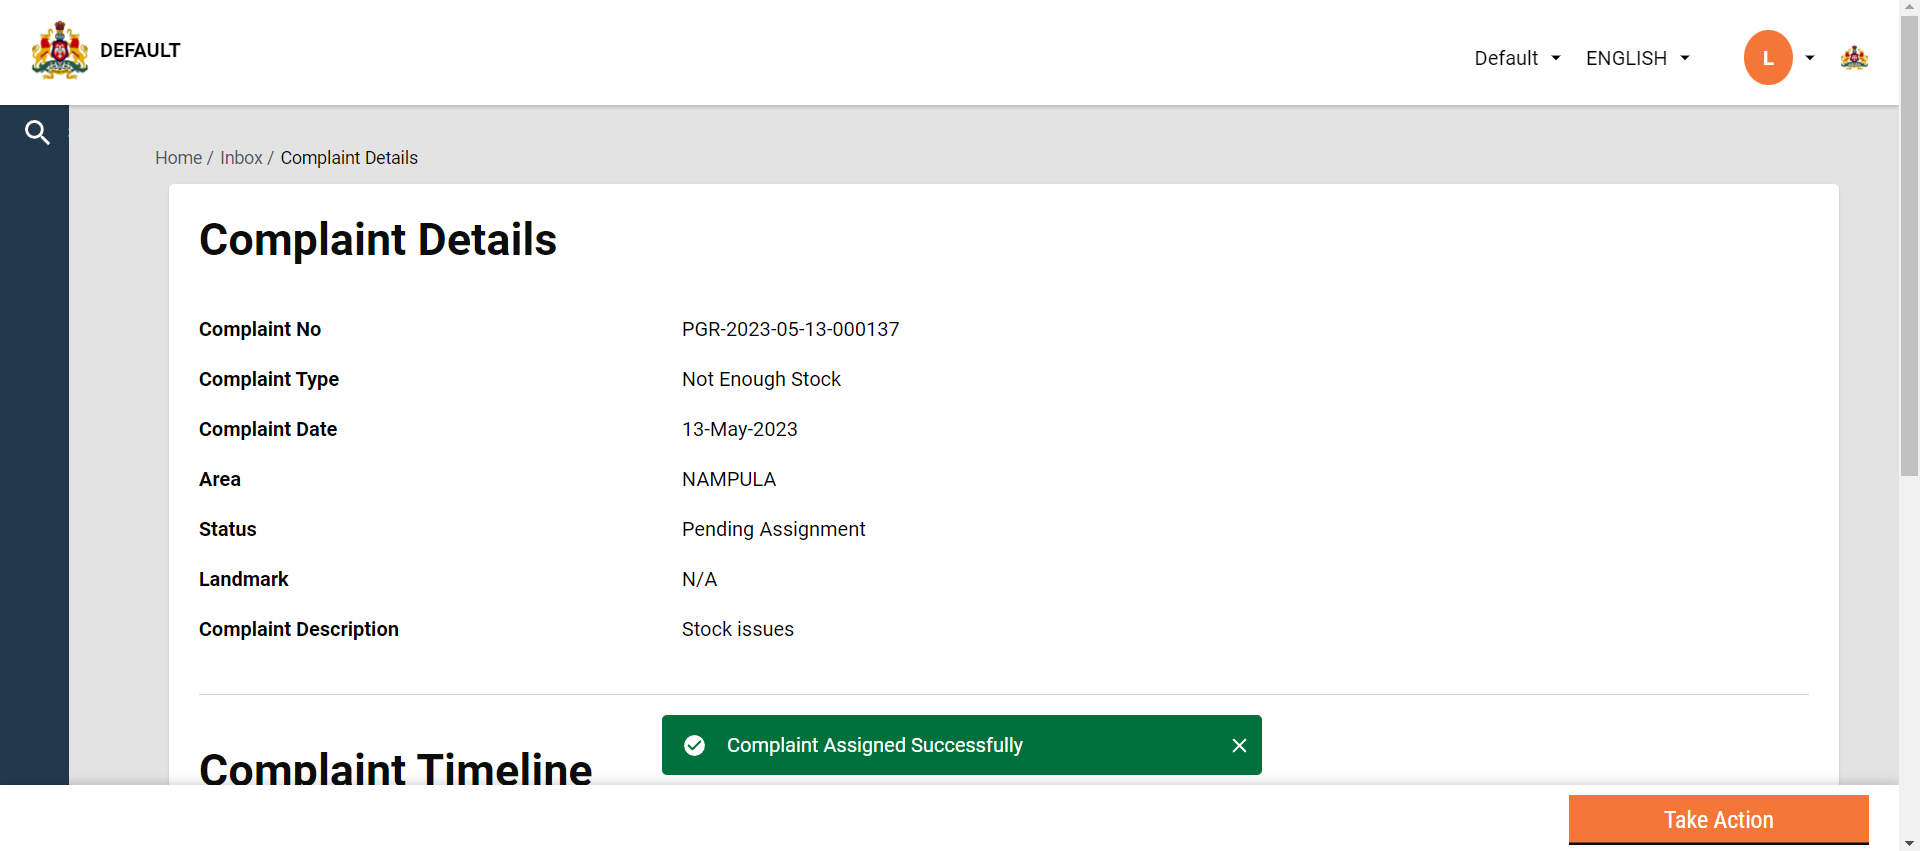 DEFAULT
Default
ENGLISH
L
Home / Inbox / Complaint Details
Complaint Details
Complaint No PGR-2023-05-13-000137
Complaint Type Not Enough Stock
Complaint Date 13-May-2023
Area NAMPULA
Status Pending Assignment
Landmark N/A
Complaint Description Stock issues
Complaint Assigned Successfully
Complaint Timeline
Take Action